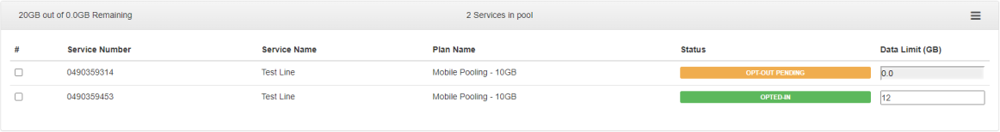 20GB out of 0.0GB Remaining 2 Services in pool
# Service Number Service Name Plan Name Status Data Limit (GB)
0490359314 Test Line Mobile Pooling - 10GB OPT-OUT PENDING 0.0
0490359453 Test Line Mobile Pooling - 10GB OPTED-IN 12